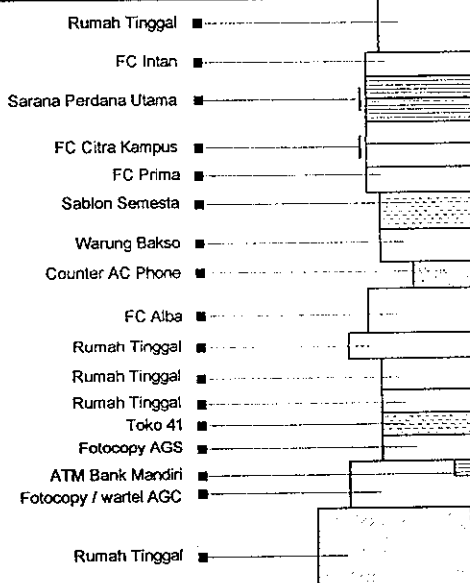 Rumah Tinggal
FC Intan
Sarana Perdana Utama
FC Citra Kampus
FC Prima
Sablon Semesta
Warung Bakso
Counter AC Phone
FC Alba
Rumah Tinggal
Rumah Tinggal
Rumah Tinggal
Toko 41
Fotocopy AGS
ATM Bank Mandiri
Fotocopy / wartel AGC
Rumah Tinggal